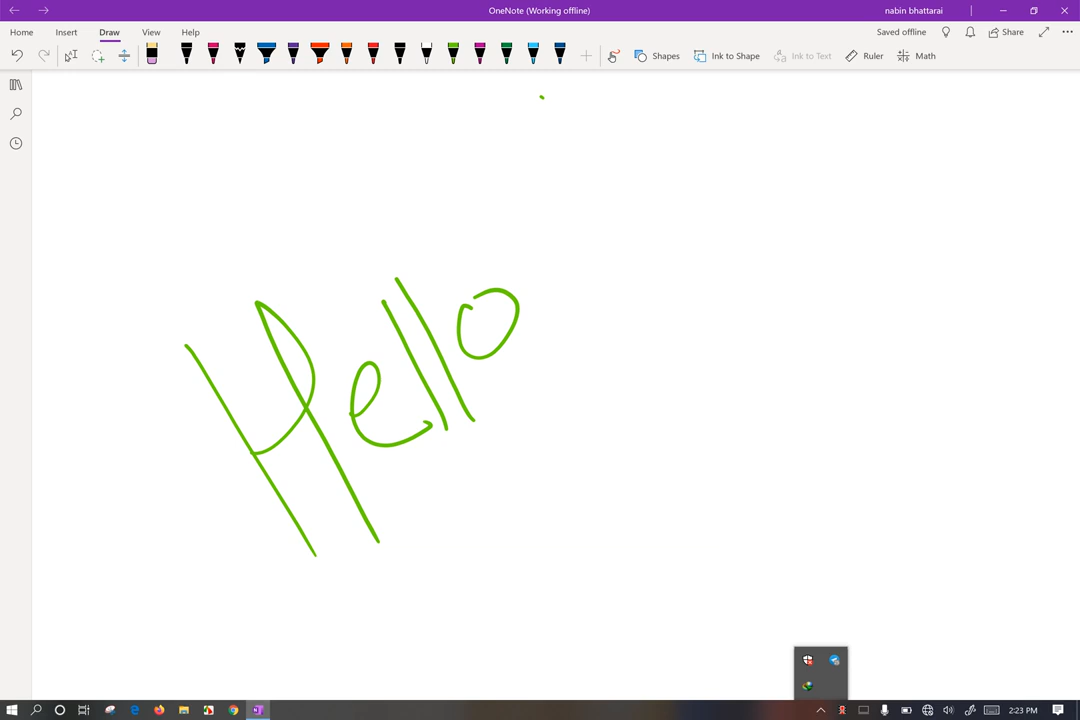 OneNote (Working offline)
nabin bhattarai
Home Insert Draw View Help
Saved offline Share
Shapes Ink to Shape Ink to Text Ruler Math
Hello
2:23 PM